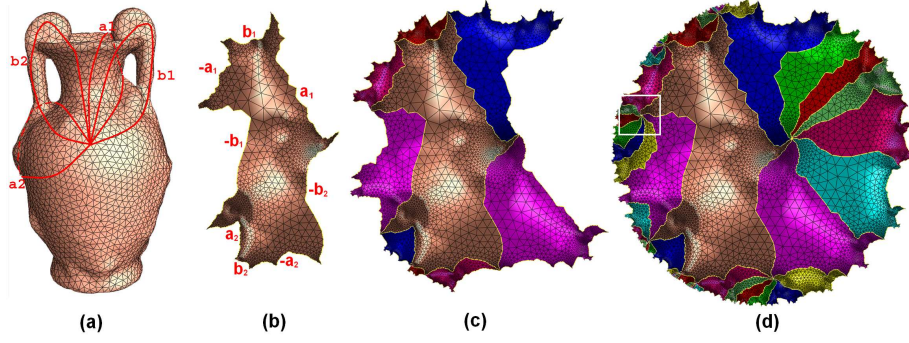 a1
b2
b1
a2
b₁
-a₁
a₁
-b₁
-b₂
a₂
b₂
-a₂
(a)
(b)
(c)
(d)